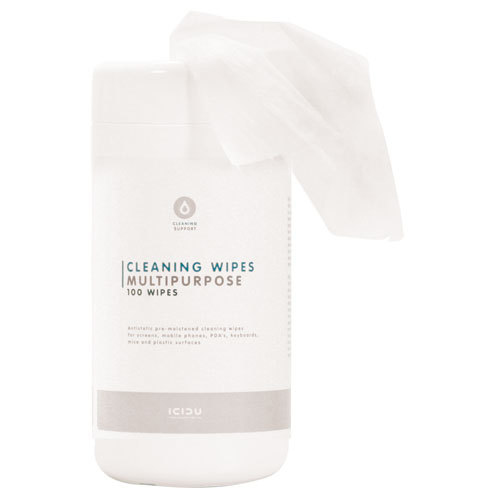 CLEANING
SUPPORT
CLEANING WIPES
MULTIPURPOSE
100 WIPES
Antistatic pre-moistened cleaning wipes
for screens, mobile phones, PDA's, keyboards,
mice and plastic surfaces
ICIDU